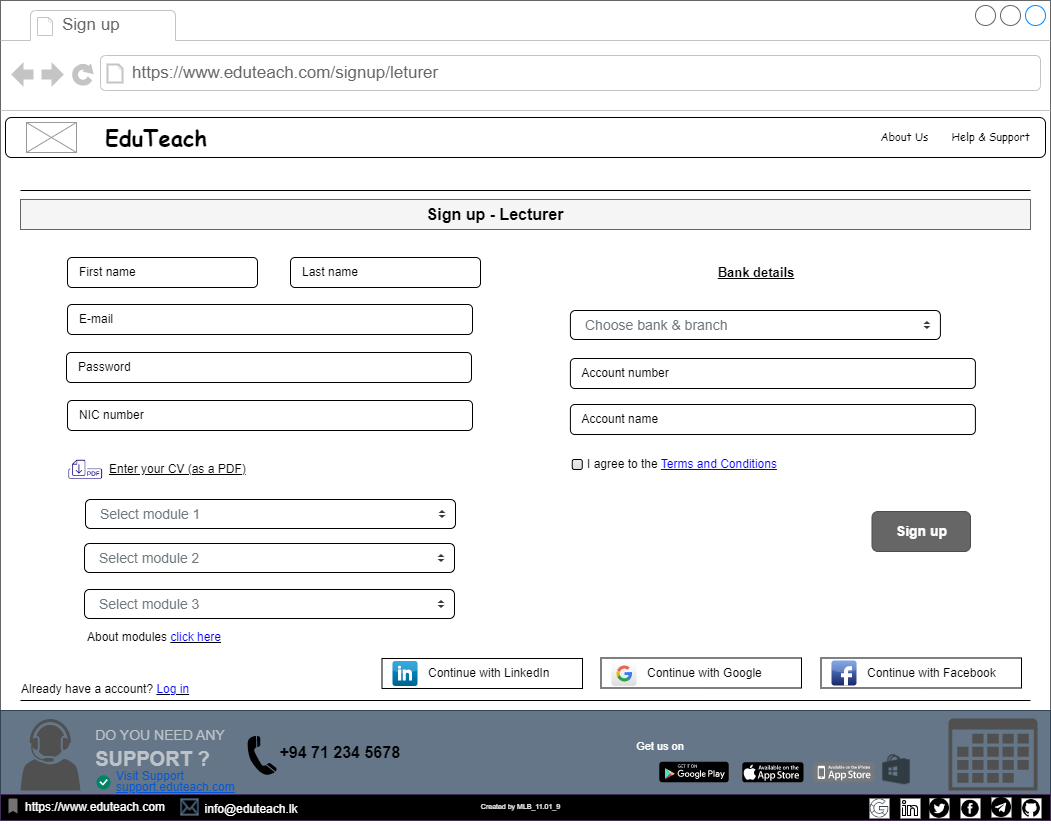 Sign up
https://www.eduteach.com/signup/leturer
EduTeach
About Us
Help & Support
Sign up - Lecturer
First name
Last name
E-mail
Password
NIC number
PDF
Enter your CV (as a PDF)
Select module 1
Select module 2
Select module 3
About modules click here
Bank details
Choose bank & branch
Account number
Account name
I agree to the Terms and Conditions
Sign up
Continue with LinkedIn
Continue with Google
Continue with Facebook
Already have a account? Log in
DO YOU NEED ANY
SUPPORT ?
Visit Support
support.eduteach.com
+94 71 234 5678
Get us on
GET IT ON
Google Play
Available on the
App Store
Available on the iPhone
App Store
https://www.eduteach.com
info@eduteach.lk
Created by MLB_11.01_9